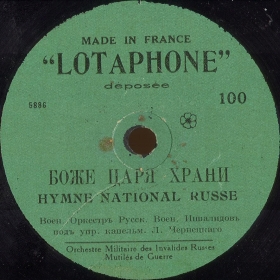 MADE IN FRANCE
“LOTAPHONE”
déposée
5886 100
БОЖЕ ЦАРЯ ХРАНИ
HYMNE NATIONAL RUSSE
Воен. Оркестръ Русск. Воен. Инвалидовъ
подъ упр. капельм. Л. Чернецкаго
Orchestre Militaire des Invalides Russes
Mutilés de Guerre